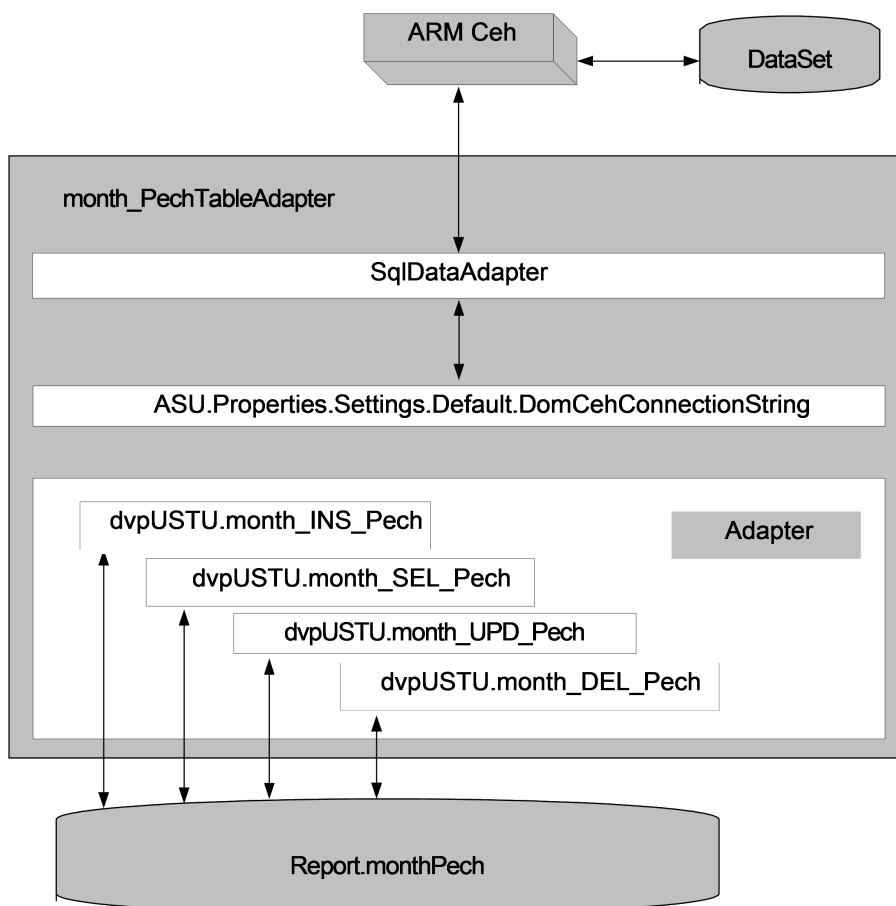 ARM Ceh
DataSet
month_PechTableAdapter
SqlDataAdapter
ASU.Properties.Settings.Default.DomCehConnectionString
dvpUSTU.month_INS_Pech
Adapter
dvpUSTU.month_SEL_Pech
dvpUSTU.month_UPD_Pech
dvpUSTU.month_DEL_Pech
Report.monthPech